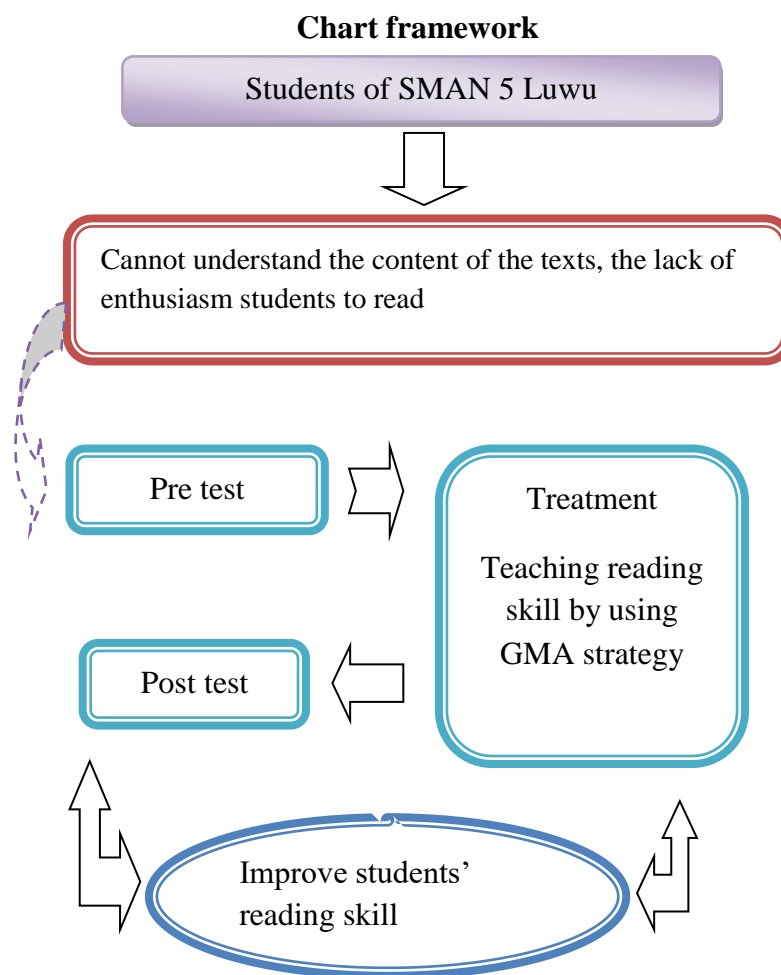 Chart framework
Students of SMAN 5 Luwu
Cannot understand the content of the texts, the lack of
enthusiasm students to read
Pre test
Treatment
Teaching reading
skill by using
GMA strategy
Post test
Improve students’
reading skill